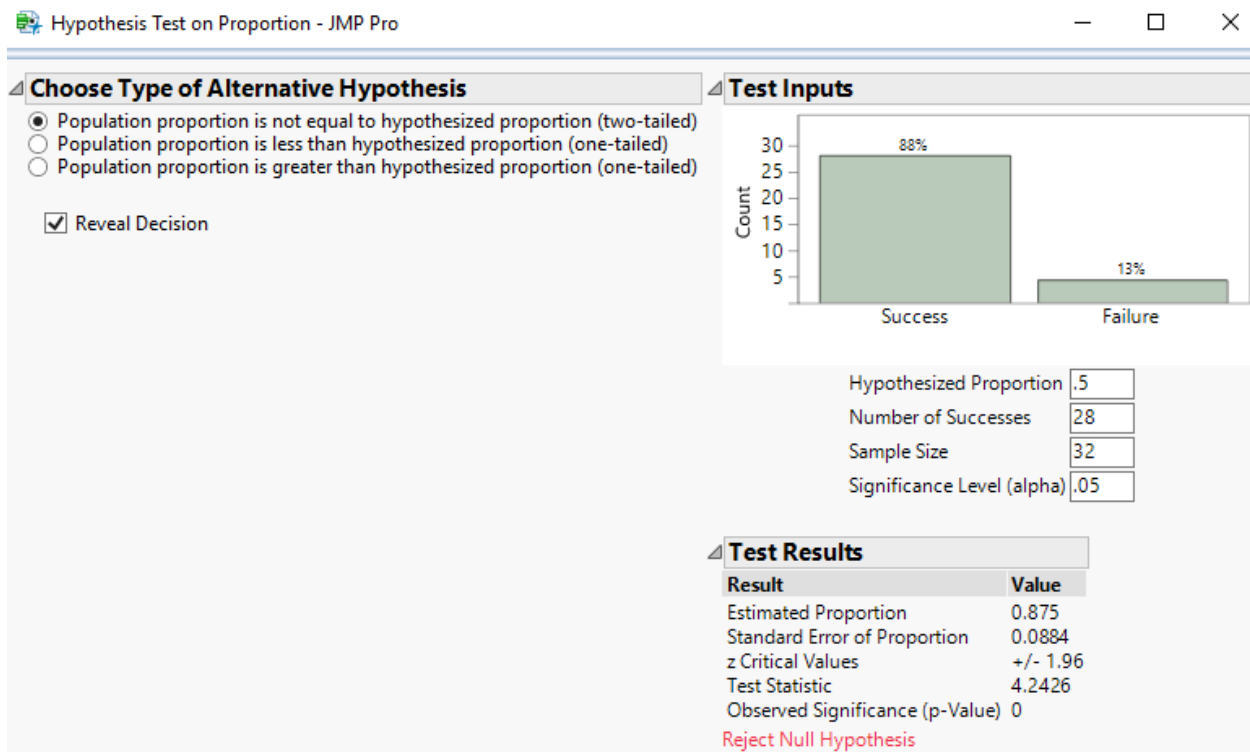 Hypothesis Test on Proportion - JMP Pro
Choose Type of Alternative Hypothesis
Population proportion is not equal to hypothesized proportion (two-tailed)
Population proportion is less than hypothesized proportion (one-tailed)
Population proportion is greater than hypothesized proportion (one-tailed)
Reveal Decision
Test Inputs
Count
30
25
20
15
10
5
88%
13%
Success Failure
Hypothesized Proportion .5
Number of Successes 28
Sample Size 32
Significance Level (alpha) .05
Test Results
Result Value
Estimated Proportion 0.875
Standard Error of Proportion 0.0884
z Critical Values +/- 1.96
Test Statistic 4.2426
Observed Significance (p-Value) 0
Reject Null Hypothesis